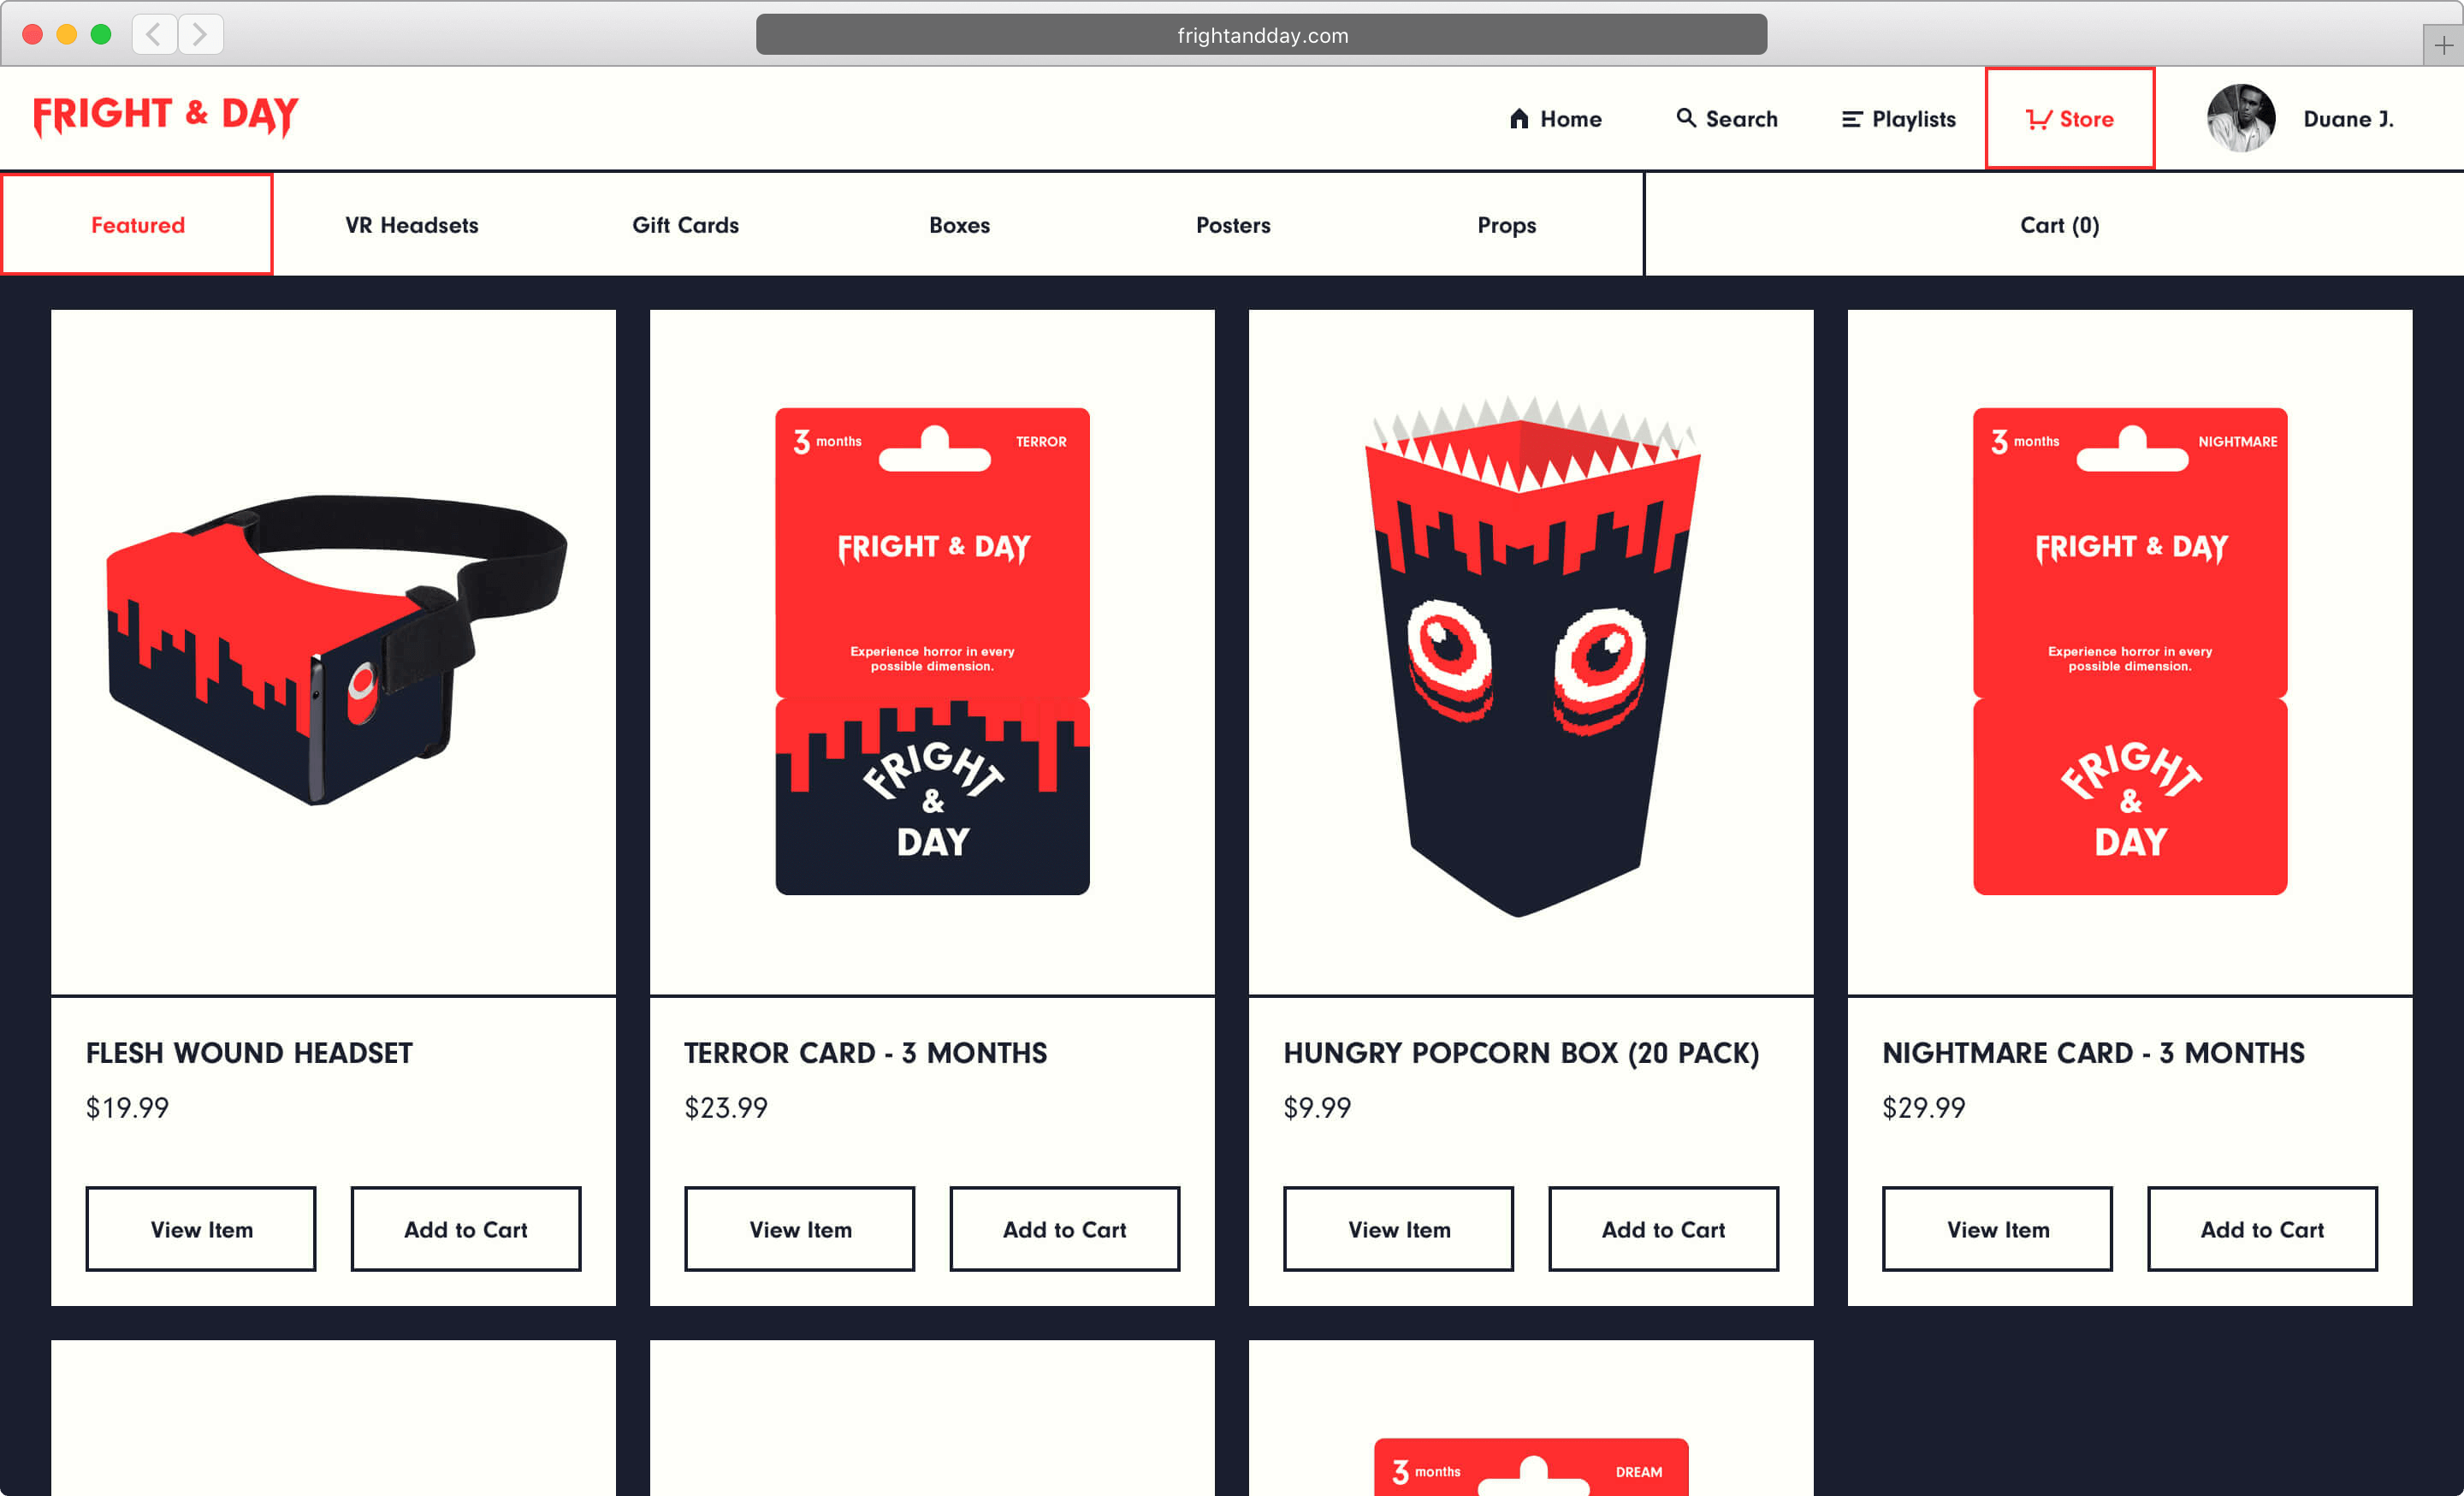 frightandday.com
FRIGHT & DAY
Home
Search
Playlists
Store
Duane J.
Featured
VR Headsets
Gift Cards
Boxes
Posters
Props
Cart (0)
3 months
TERROR
FRIGHT & DAY
Experience horror in every
possible dimension.
FRIGHT
&
DAY
3 months
NIGHTMARE
FRIGHT & DAY
Experience horror in every
possible dimension.
FRIGHT
&
DAY
FLESH WOUND HEADSET
$19.99
View Item
Add to Cart
TERROR CARD - 3 MONTHS
$23.99
View Item
Add to Cart
HUNGRY POPCORN BOX (20 PACK)
$9.99
View Item
Add to Cart
NIGHTMARE CARD - 3 MONTHS
$29.99
View Item
Add to Cart
3 months
DREAM